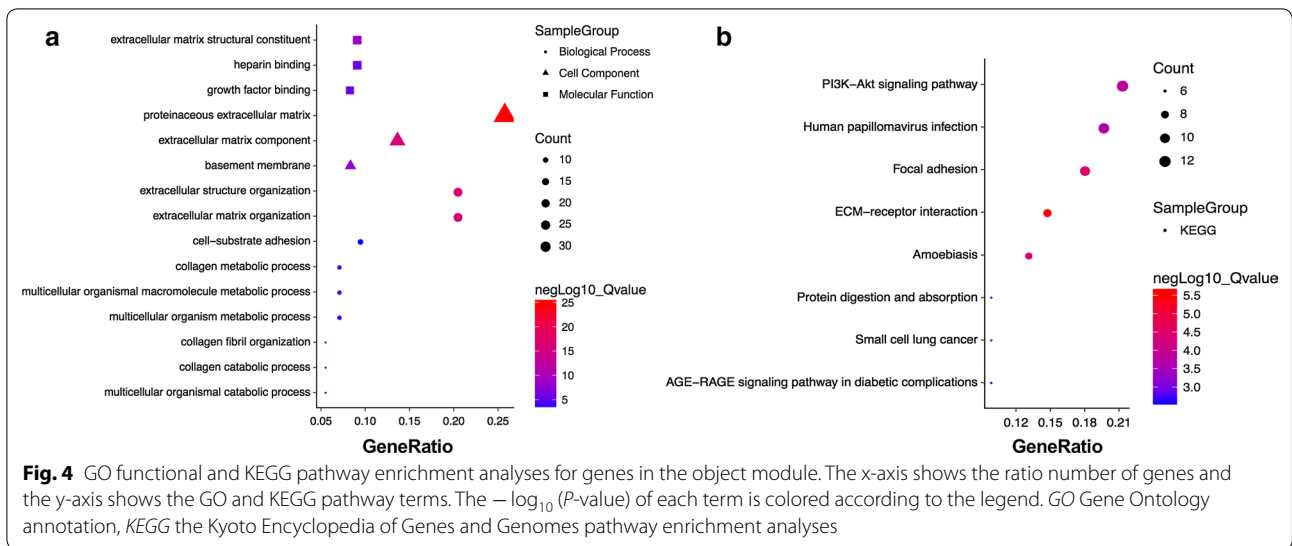 a
extracellular matrix structural constituent
heparin binding
growth factor binding
proteinaceous extracellular matrix
extracellular matrix component
basement membrane
extracellular structure organization
extracellular matrix organization
cell−substrate adhesion
collagen metabolic process
multicellular organismal macromolecule metabolic process
multicellular organism metabolic process
collagen fibril organization
collagen catabolic process
multicellular organismal catabolic process
0.05 0.10 0.15 0.20 0.25
GeneRatio
SampleGroup
Biological Process
Cell Component
Molecular Function
Count
10
15
20
25
30
negLog10_Qvalue
25
20
15
10
5
b
PI3K−Akt signaling pathway
Human papillomavirus infection
Focal adhesion
ECM−receptor interaction
Amoebiasis
Protein digestion and absorption
Small cell lung cancer
AGE−RAGE signaling pathway in diabetic complications
0.12 0.15 0.18 0.21
GeneRatio
Count
6
8
10
12
SampleGroup
KEGG
negLog10_Qvalue
5.5
5.0
4.5
4.0
3.5
3.0
Fig. 4 GO functional and KEGG pathway enrichment analyses for genes in the object module. The x-axis shows the ratio number of genes and
the y-axis shows the GO and KEGG pathway terms. The − log10 (P-value) of each term is colored according to the legend. GO Gene Ontology
annotation, KEGG the Kyoto Encyclopedia of Genes and Genomes pathway enrichment analyses